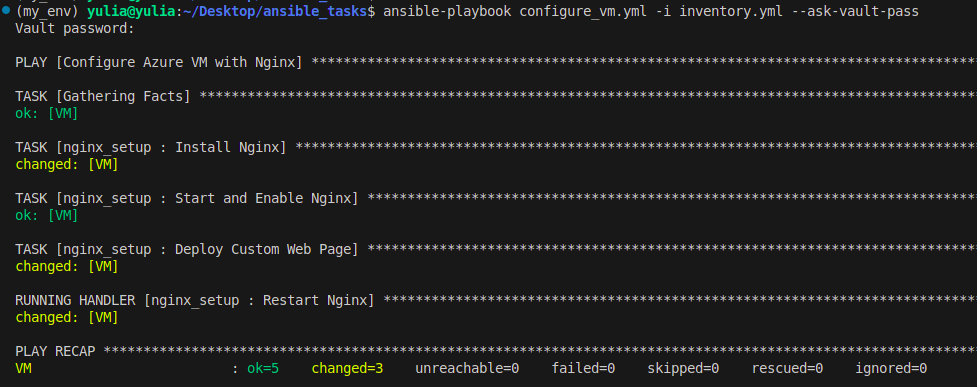 (my_env) yulia@yulia:~/Desktop/ansible_tasks$ ansible-playbook configure_vm.yml -i inventory.yml --ask-vault-pass
Vault password:
PLAY [Configure Azure VM with Nginx] ***********************************************************************************
TASK [Gathering Facts] *************************************************************************************************
ok: [VM]
TASK [nginx_setup : Install Nginx] *************************************************************************************
changed: [VM]
TASK [nginx_setup : Start and Enable Nginx] ****************************************************************************
ok: [VM]
TASK [nginx_setup : Deploy Custom Web Page] ****************************************************************************
changed: [VM]
RUNNING HANDLER [nginx_setup : Restart Nginx] **************************************************************************
changed: [VM]
PLAY RECAP *************************************************************************************************************
VM : ok=5 changed=3 unreachable=0 failed=0 skipped=0 rescued=0 ignored=0